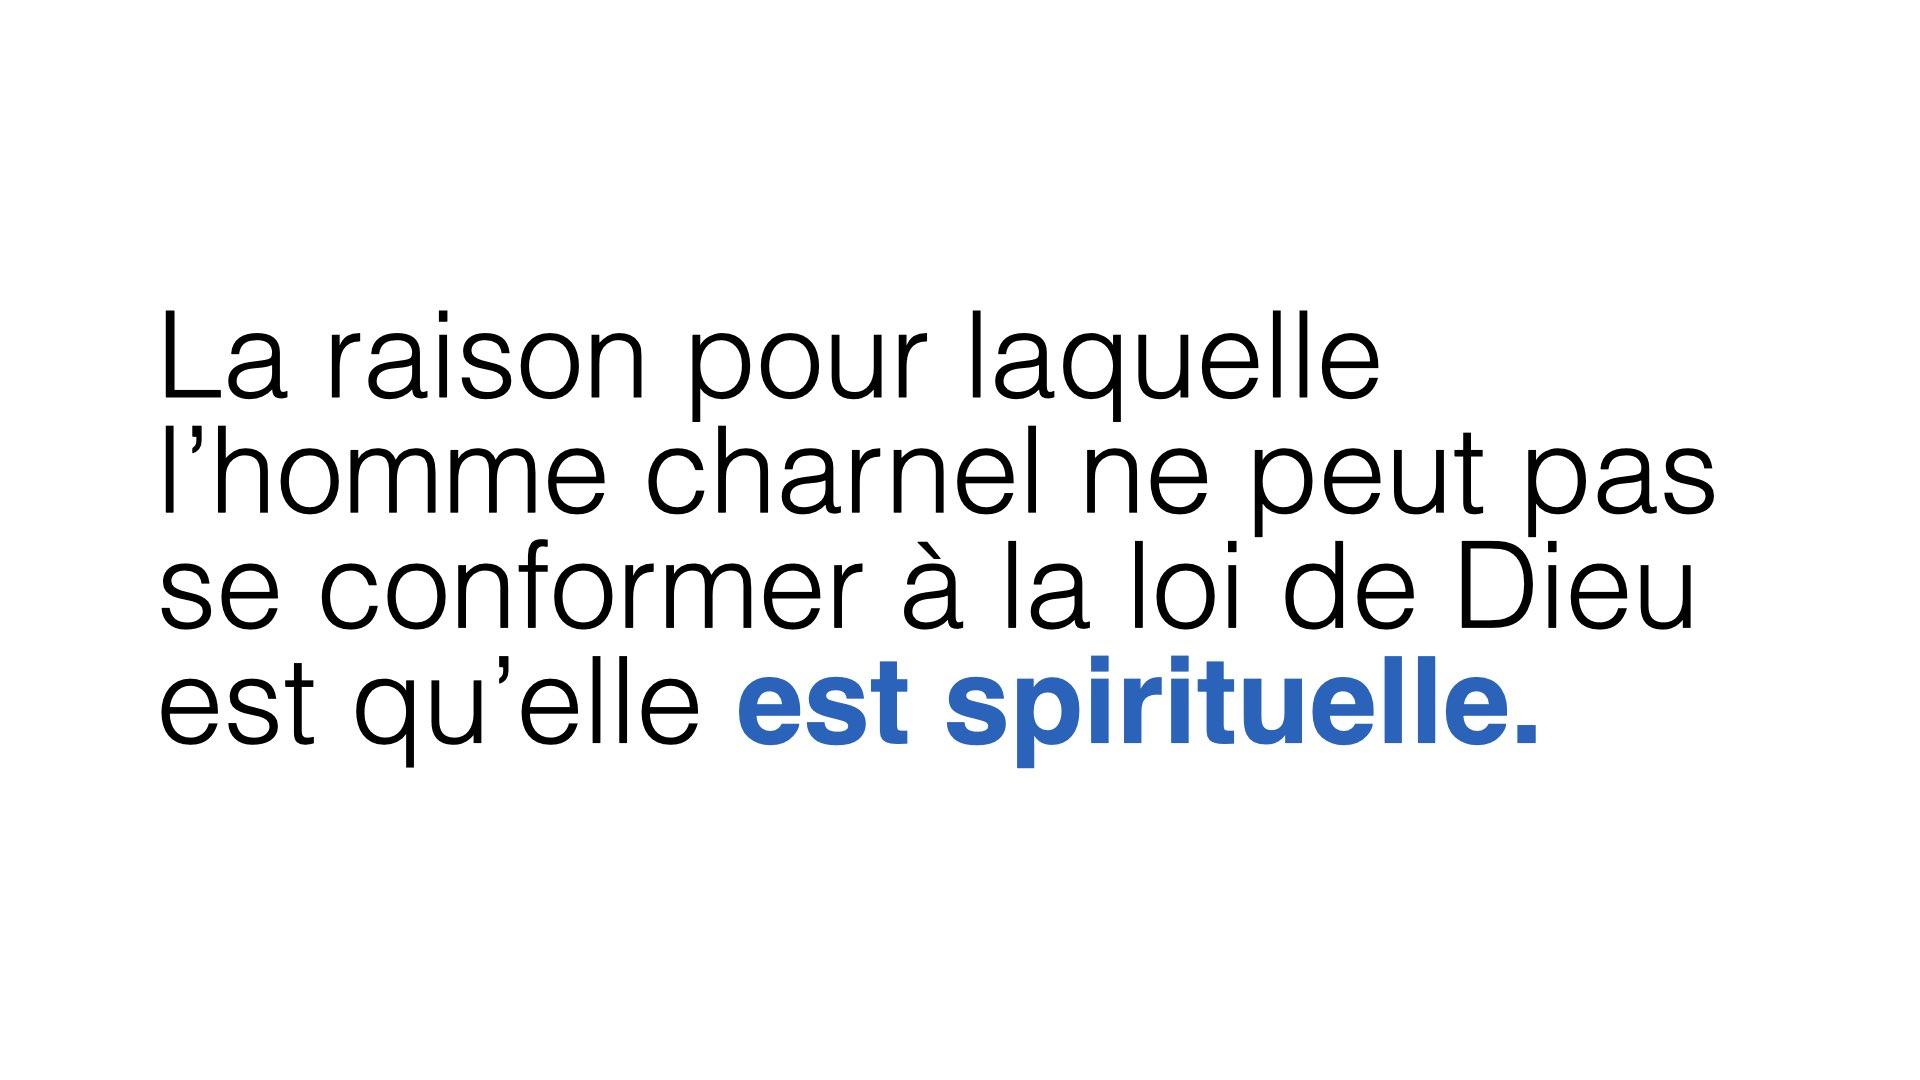 La raison pour laquelle
l’homme charnel ne peut pas
se conformer à la loi de Dieu
est qu’elle est spirituelle.